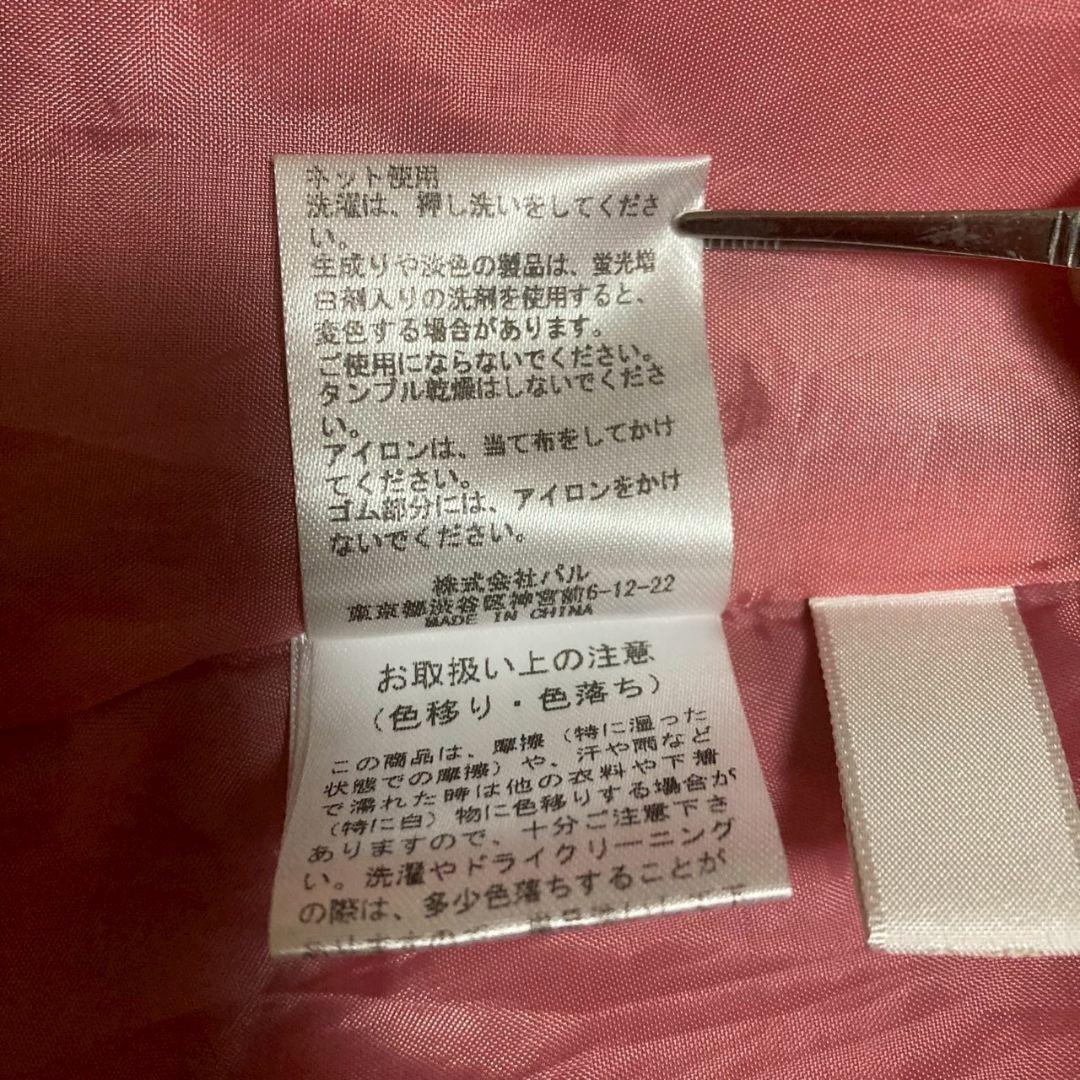 ネット使用
洗濯は、押し洗いをしてくださ
い。
生成りや淡色の製品は、蛍光増
白剤入りの洗剤を使用すると、
変色する場合があります。
ご使用にならないでください。
タンブル乾燥はしないでくださ
い。
アイロンは、当て布をしてかけ
てください。
ゴム部分には、アイロンをかけ
ないでください。
株式会社パル
東京都渋谷区神宮前6-12-22
MADE IN CHINA
お取扱い上の注意
(色移り・色落ち)
この商品は、摩擦(特に湿った
状態での摩擦)や、汗や雨など
で濡れた時は他の衣料や下着
(特に白)物に色移りする場合が
ありますので、十分ご注意下さ
い。洗濯やドライクリーニング
の際は、多少色落ちすることが